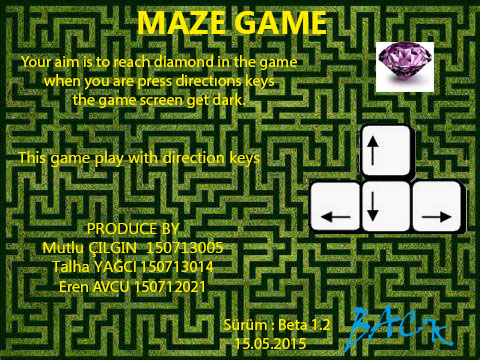 MAZE GAME
Your aim is to reach diamond in the game
when you are press directions keys
the game screen get dark.
This game play with direction keys
PRODUCE BY
Mutlu ÇILGIN 150713005
Talha YAĞCI 150713014
Eren AVCU 150712021
Sürüm : Beta 1.2
15.05.2015
BACK